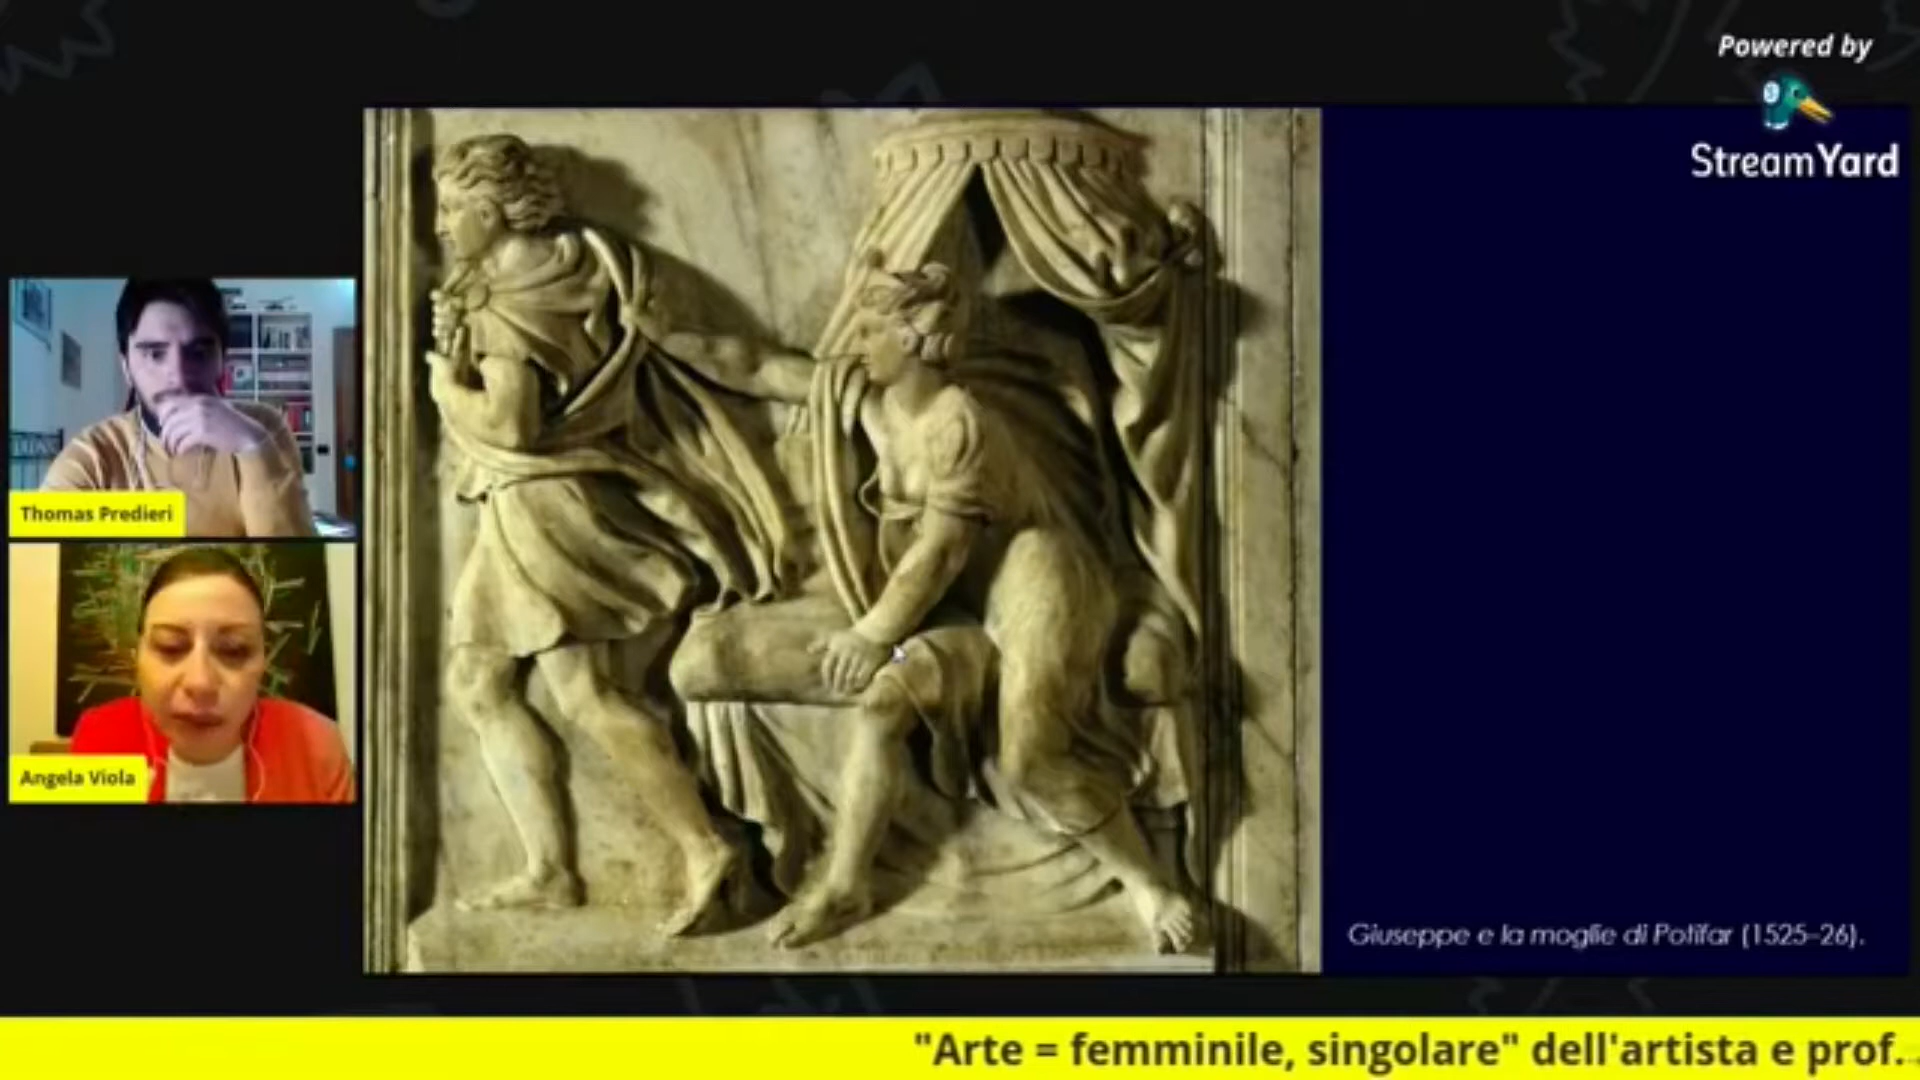 Powered by
StreamYard
Thomas Predieri
Angela Viola
Giuseppe e la moglie di Potifar (1525–26).
"Arte = femminile, singolare" dell'artista e prof.